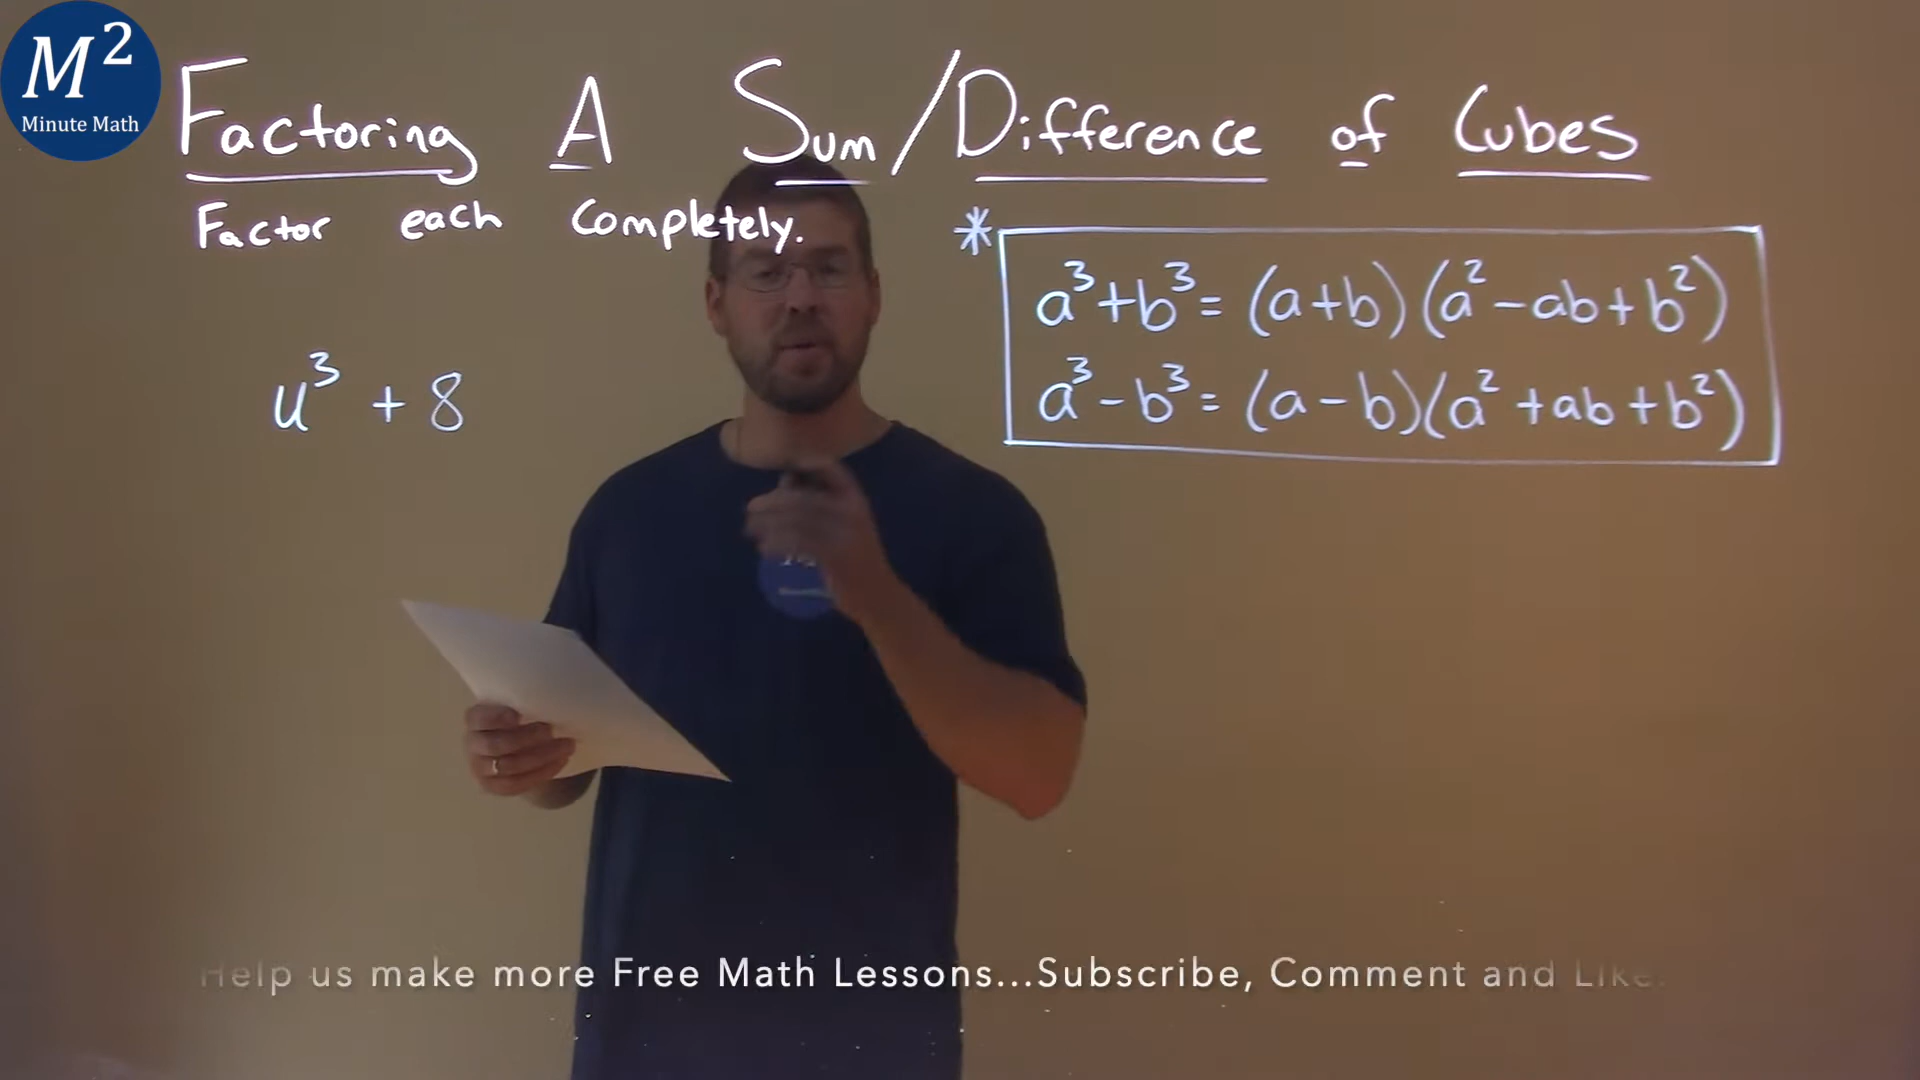 M²
Minute Math
Factoring A Sum/Difference of Cubes
Factor each completely.
*
a³+b³= (a+b)(a²-ab+b²)
a³-b³= (a-b)(a²+ab+b²)
u³ + 8
Help us make more Free Math Lessons...Subscribe, Comment and Like.